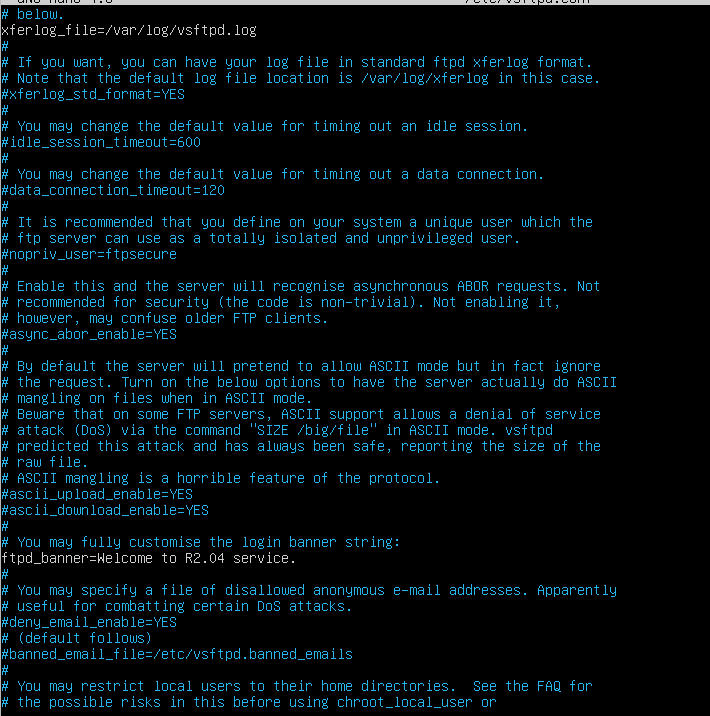 # below.
xferlog_file=/var/log/vsftpd.log
#
# If you want, you can have your log file in standard ftpd xferlog format.
# Note that the default log file location is /var/log/xferlog in this case.
#xferlog_std_format=YES
#
# You may change the default value for timing out an idle session.
#idle_session_timeout=600
#
# You may change the default value for timing out a data connection.
#data_connection_timeout=120
#
# It is recommended that you define on your system a unique user which the
# ftp server can use as a totally isolated and unprivileged user.
#nopriv_user=ftpsecure
#
# Enable this and the server will recognise asynchronous ABOR requests. Not
# recommended for security (the code is non-trivial). Not enabling it,
# however, may confuse older FTP clients.
#async_abor_enable=YES
#
# By default the server will pretend to allow ASCII mode but in fact ignore
# the request. Turn on the below options to have the server actually do ASCII
# mangling on files when in ASCII mode.
# Beware that on some FTP servers, ASCII support allows a denial of service
# attack (DoS) via the command "SIZE /big/file" in ASCII mode. vsftpd
# predicted this attack and has always been safe, reporting the size of the
# raw file.
# ASCII mangling is a horrible feature of the protocol.
#ascii_upload_enable=YES
#ascii_download_enable=YES
#
# You may fully customise the login banner string:
ftpd_banner=Welcome to R2.04 service.
#
# You may specify a file of disallowed anonymous e-mail addresses. Apparently
# useful for combatting certain DoS attacks.
#deny_email_enable=YES
# (default follows)
#banned_email_file=/etc/vsftpd.banned_emails
#
# You may restrict local users to their home directories.  See the FAQ for
# the possible risks in this before using chroot_local_user or